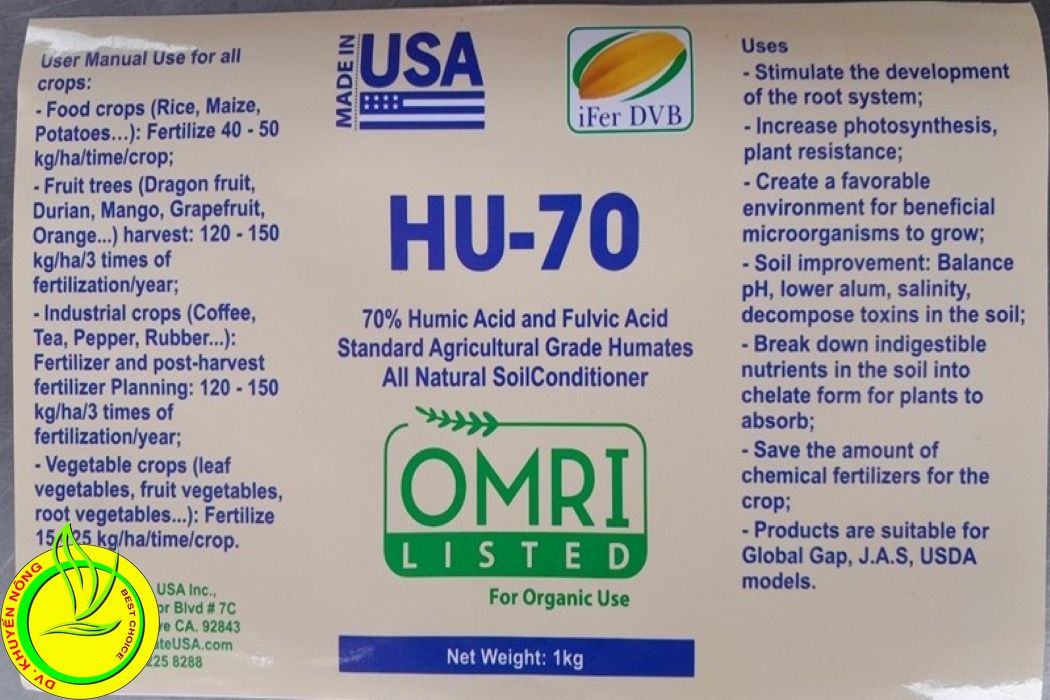 User Manual Use for all
crops:
- Food crops (Rice, Maize,
Potatoes...): Fertilize 40 - 50
kg/ha/time/crop;
- Fruit trees (Dragon fruit,
Durian, Mango, Grapefruit,
Orange...) harvest: 120 - 150
kg/ha/3 times of
fertilization/year;
- Industrial crops (Coffee,
Tea, Pepper, Rubber...):
Fertilizer and post-harvest
fertilizer Planning: 120 - 150
kg/ha/3 times of
fertilization/year;
- Vegetable crops (leaf
vegetables, fruit vegetables,
root vegetables...): Fertilize
25 kg/ha/time/crop.
USA Inc.,
Blvd # 7C
CA. 92843
225 8288
DV. KHUYẾN NÔNG
BEST CHOICE
MADE IN
USA
iFer DVB
HU-70
70% Humic Acid and Fulvic Acid
Standard Agricultural Grade Humates
All Natural SoilConditioner
OMRI
LISTED
For Organic Use
Net Weight: 1kg
Uses
- Stimulate the development
of the root system;
- Increase photosynthesis,
plant resistance;
- Create a favorable
environment for beneficial
microorganisms to grow;
- Soil improvement: Balance
pH, lower alum, salinity,
decompose toxins in the soil;
- Break down indigestible
nutrients in the soil into
chelate form for plants to
absorb;
- Save the amount of
chemical fertilizers for the
crop;
- Products are suitable for
Global Gap, J.A.S, USDA
models.